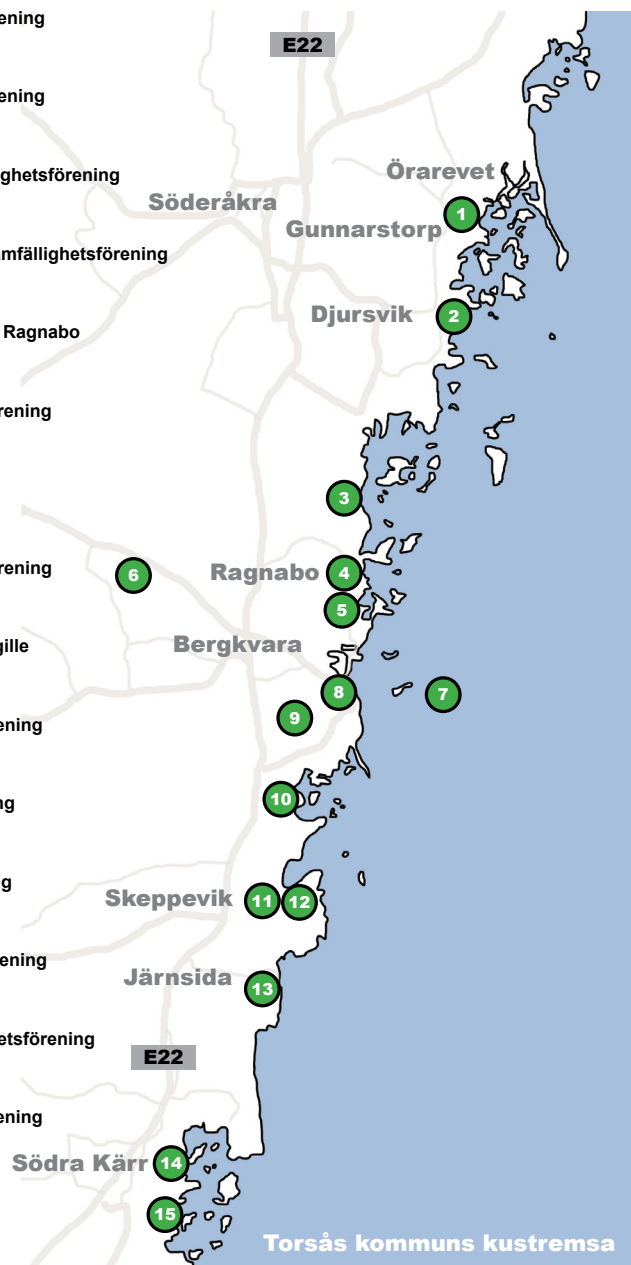 ening
E22
ening
Örarevet
ghetsförening
Söderåkra
1
Gunnarstorp
amfällighetsförening
Djursvik
2
Ragnabo
rening
3
rening
6
Ragnabo
4
5
gille
Bergkvara
8
7
9
ening
ng
10
g
Skeppevik
11
12
ening
Järnsida
13
etsförening
E22
ening
Södra Kärr
14
15
Torsås kommuns kustremsa